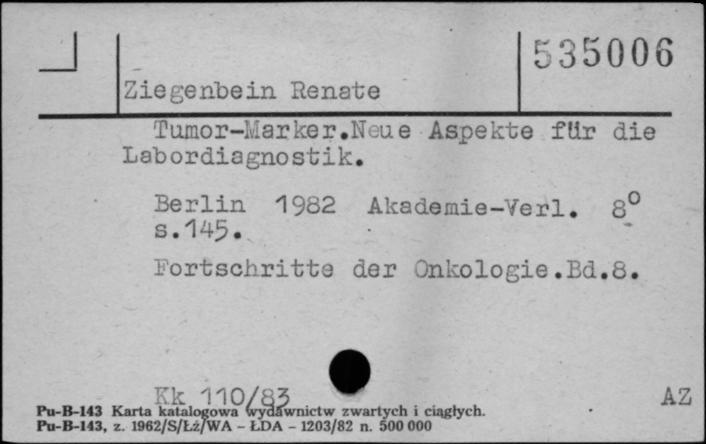 535006
Ziegenbein Renate
Tumor-Marker.Neue Aspekte für die
Labordiagnostik.
Berlin 1982 Akademie-Verl. 8°
s.145.
Fortschritte der Onkologie.Bd.8.
Kk 110/83 AZ
Pu-B-143 Karta katalogowa wydawnictw zwartych i ciągłych.
Pu-B-143, z. 1962/S/Łż/WA – ŁDA – 1203/82 n. 500 000